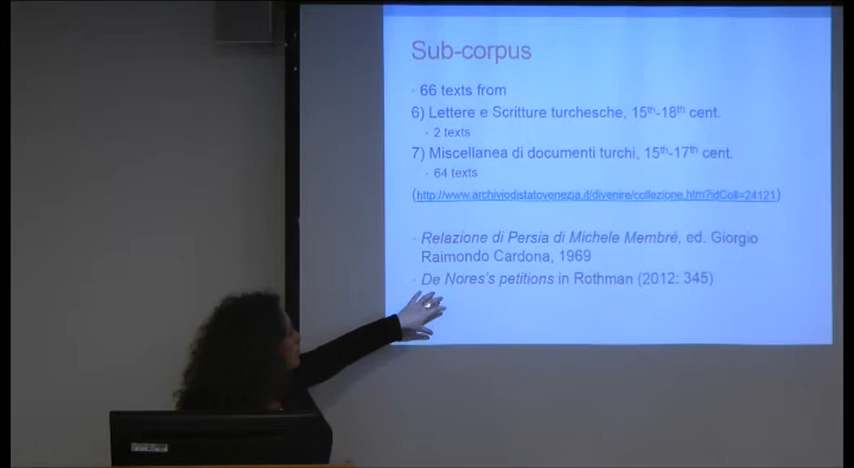 Sub-corpus
· 66 texts from
6) Lettere e Scritture turchesche, 15th-18th cent.
· 2 texts
7) Miscellanea di documenti turchi, 15th-17th cent.
· 64 texts
(http://www.archiviodistatovenezia.it/divenire/collezione.htm?idColl=24121)
· Relazione di Persia di Michele Membré, ed. Giorgio
Raimondo Cardona, 1969
· De Nores's petitions in Rothman (2012: 345)